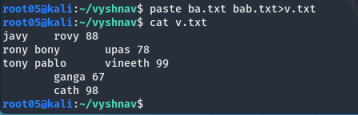 root05@kali:~/vyshnav$ paste ba.txt bab.txt>v.txt
root05@kali:~/vyshnav$ cat v.txt
javy    rovy 88
rony bony       upas 78
tony pablo      vineeth 99
        ganga 67
        cath 98
root05@kali:~/vyshnav$